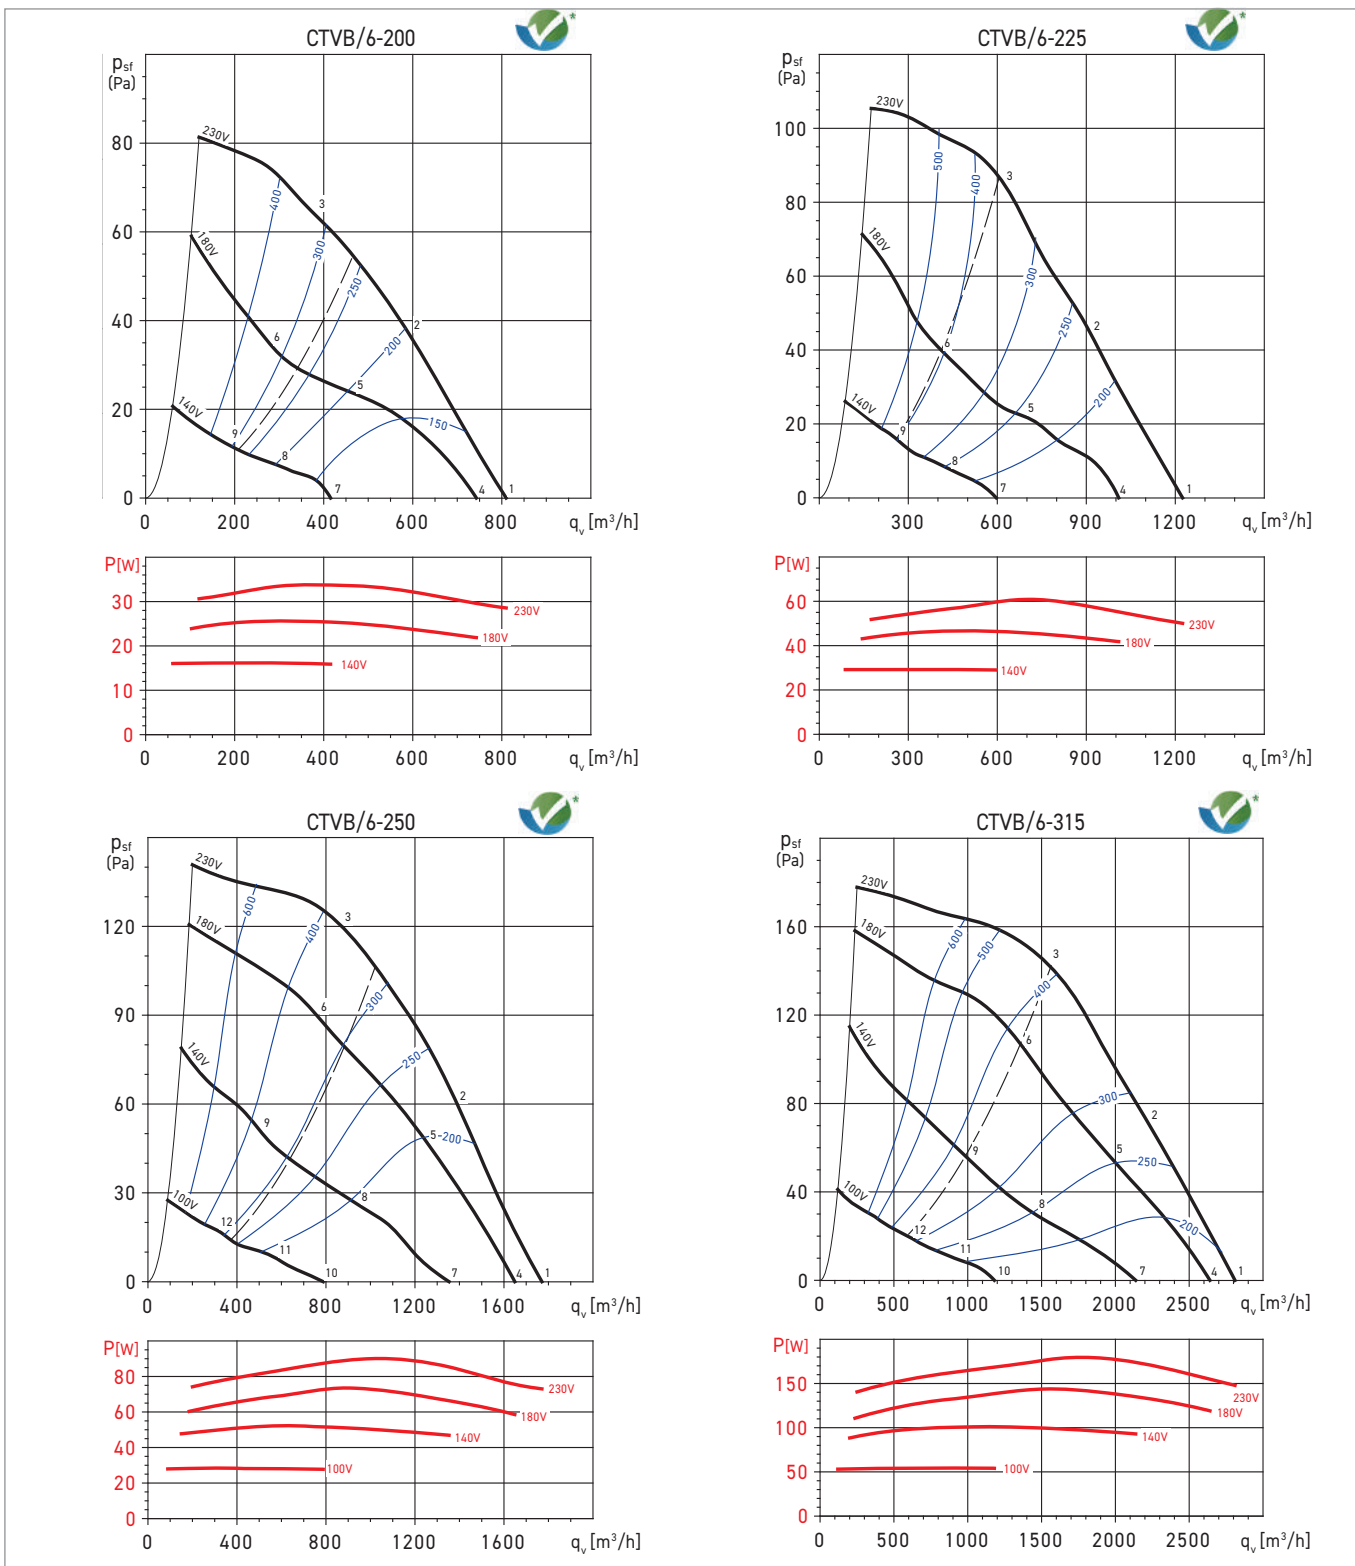 CTVB/6-200
*
psf
(Pa)
80
60
40
20
0
230V
180V
140V
400
300
250
200
150
3
2
6
5
9
8
7
4
1
0 200 400 600 800 qv [m³/h]
P[W]
30
20
10
0
230V
180V
140V
0 200 400 600 800 qv [m³/h]
CTVB/6-225
*
psf
(Pa)
100
80
60
40
20
0
230V
180V
140V
500
400
300
250
200
3
2
6
5
9
8
7
4
1
300 600 900 1200 qv [m³/h]
P[W]
60
40
20
0
230V
180V
140V
0 300 600 900 1200 qv [m³/h]
CTVB/6-250
*
psf
(Pa)
120
90
60
30
0
230V
180V
140V
100V
600
400
300
250
200
3
6
2
5
9
8
12
11
10
7
4
1
0 400 800 1200 1600 qv [m³/h]
P[W]
80
60
40
20
0
230V
180V
140V
100V
0 400 800 1200 1600 qv [m³/h]
CTVB/6-315
*
psf
(Pa)
160
120
80
40
0
230V
180V
140V
100V
600
500
400
300
250
200
3
6
2
5
9
8
12
11
10
7
4
1
0 500 1000 1500 2000 2500 qv [m³/h]
P[W]
150
100
50
0
230V
180V
140V
100V
0 500 1000 1500 2000 2500 qv [m³/h]